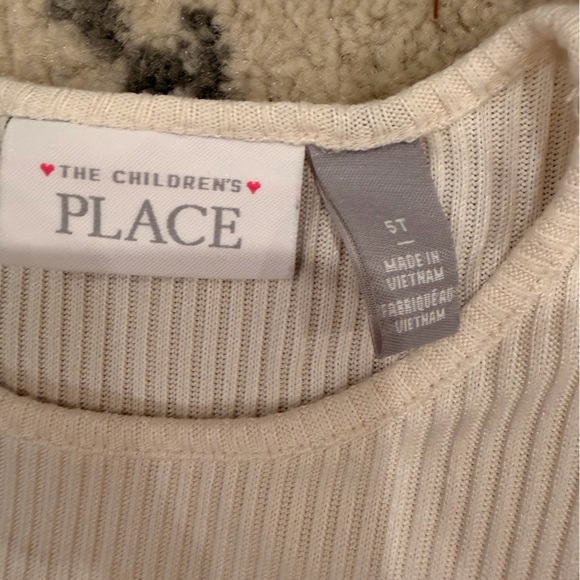 THE CHILDREN'S
PLACE
5T
MADE IN
VIETNAM
FABRIQUÉ AU
VIETNAM